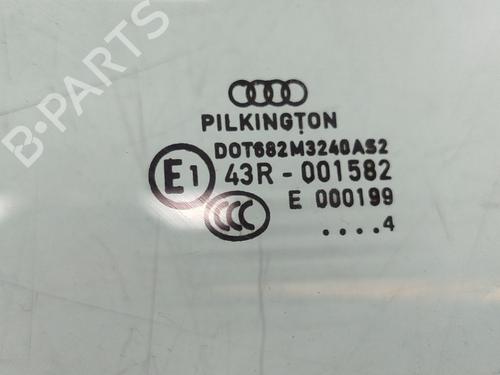 PILKINGTON
DOT682M3240AS2
E1 43R - 001582
CCC E 000199
....4
B-PARTS